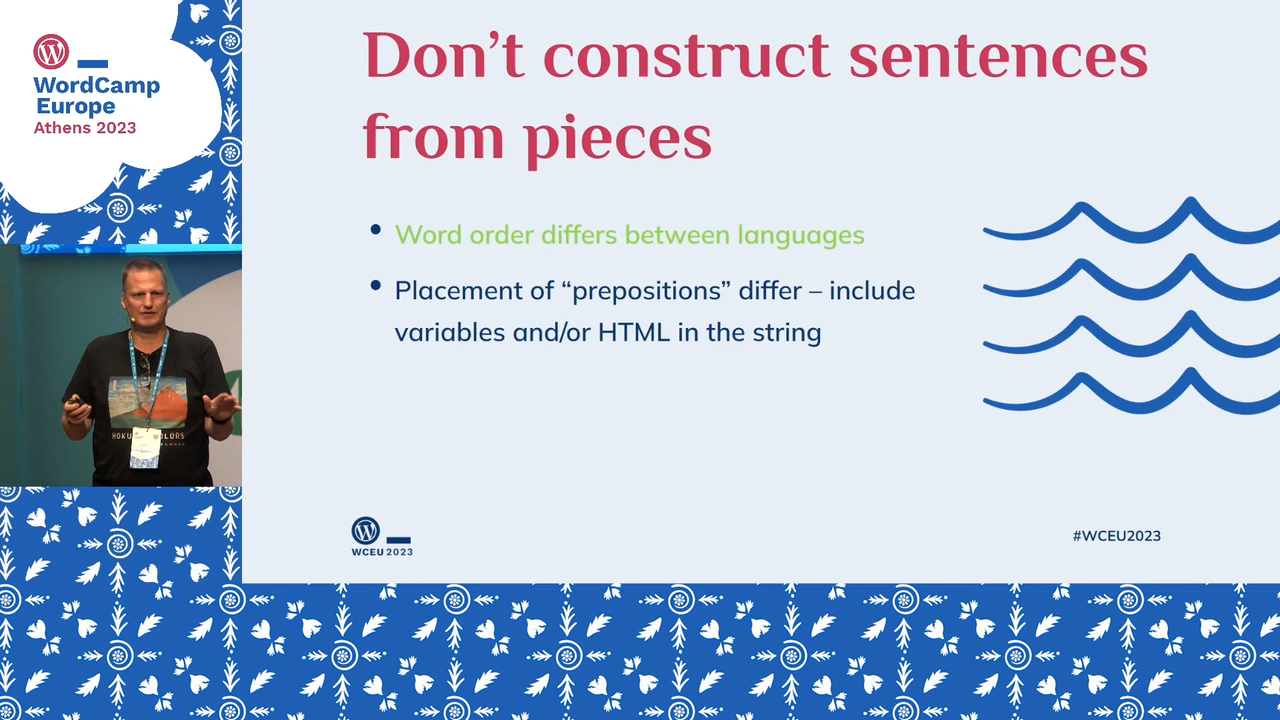 WordCamp
Europe
Athens 2023
Don’t construct sentences
from pieces
• Word order differs between languages
• Placement of “prepositions” differ – include
variables and/or HTML in the string
WCEU 2023
#WCEU2023